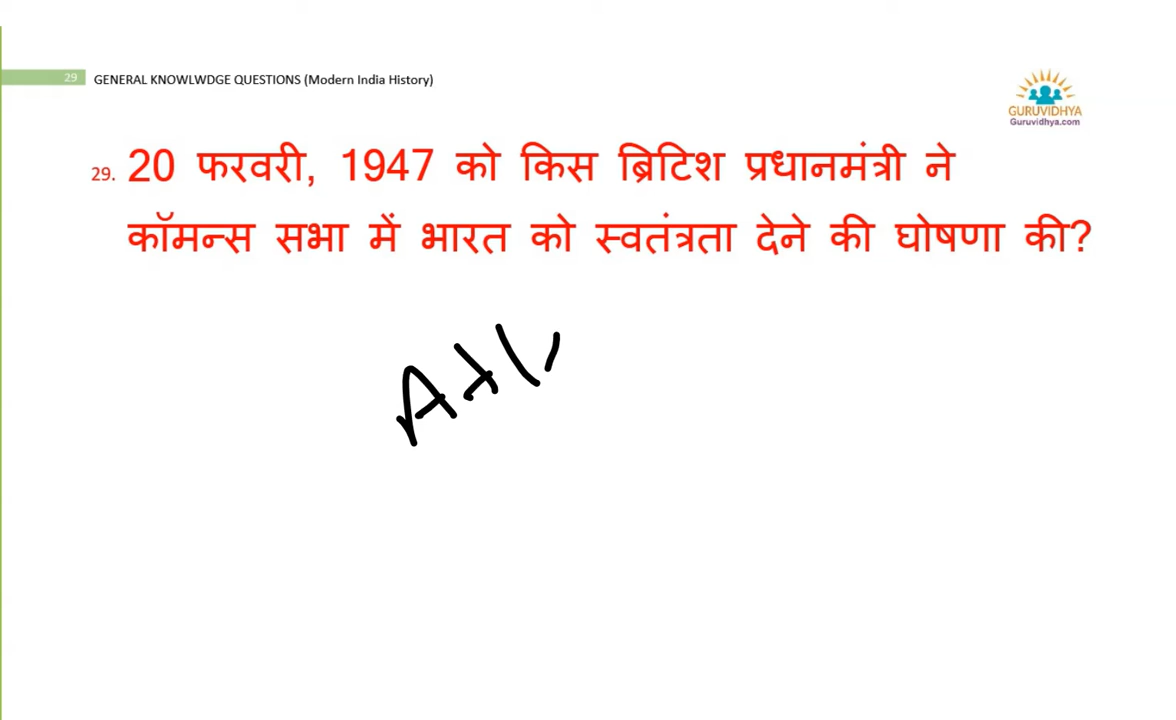 29 GENERAL KNOWLWDGE QUESTIONS (Modern India History)
GURUVIDHYA
Guruvidhya.com
29. 20 फरवरी, 1947 को किस ब्रिटिश प्रधानमंत्री ने
कॉमन्स सभा में भारत को स्वतंत्रता देने की घोषणा की?